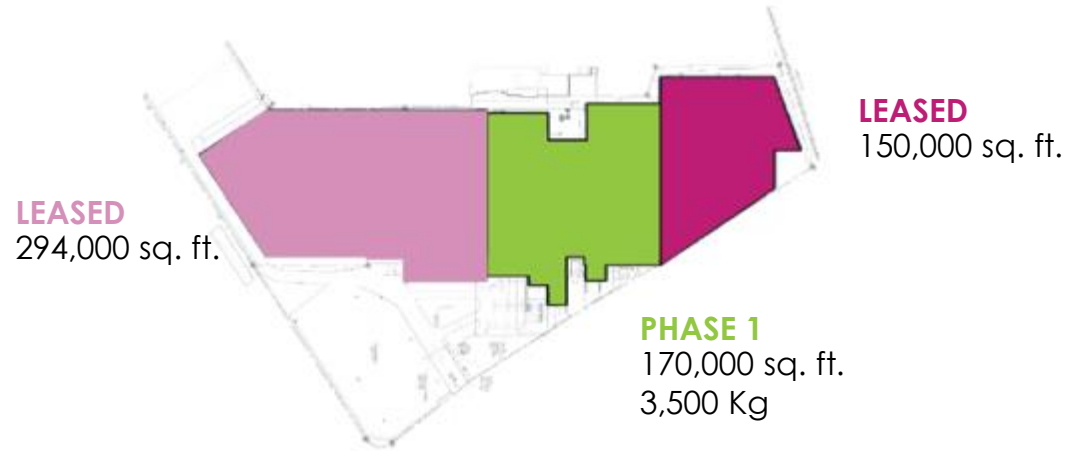 LEASED
150,000 sq. ft.
LEASED
294,000 sq. ft.
PHASE 1
170,000 sq. ft.
3,500 Kg